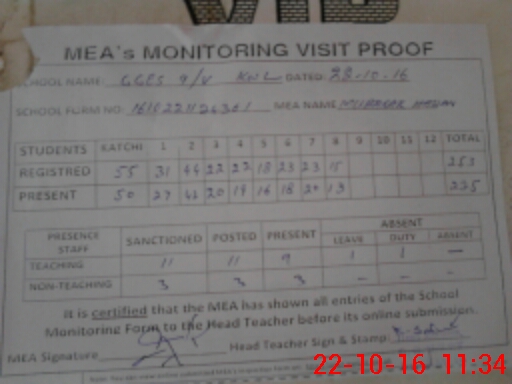 VIP
MEA's MONITORING VISIT PROOF
SCHOOL NAME: GGES 9/V KWL DATED: 28-10-16
SCHOOL FORM NO: MEA NAME
STUDENTS KATCHI 1 2 3 4 5 6 7 8 9 10 11 12 TOTAL
REGISTRED 55 31 44 22 22 18 23 23 15 253
PRESENT 50 27 41 20 19 16 18 20 13 225
PRESENCE STAFF SANCTIONED POSTED PRESENT ABSENT
LEAVE DUTY ABSENT
TEACHING 11 11 9 1 1 —
NON-TEACHING 3 3 3 – – –
It is certified that the MEA has shown all entries of the School
Monitoring Form to the Head Teacher before its online submission.
MEA Signature Head Teacher Sign & Stamp:
22-10-16 11:34